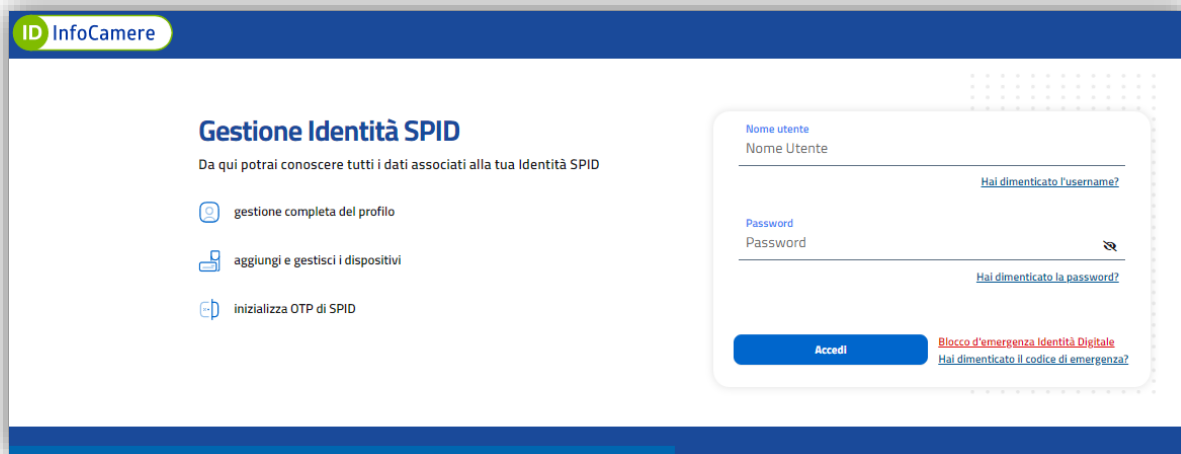 ID InfoCamere
Gestione Identità SPID
Da qui potrai conoscere tutti i dati associati alla tua Identità SPID
gestione completa del profilo
aggiungi e gestisci i dispositivi
inizializza OTP di SPID
Nome utente
Nome Utente
Hai dimenticato l'username?
Password
Password
Hai dimenticato la password?
Accedi
Blocco d'emergenza Identità Digitale
Hai dimenticato il codice di emergenza?